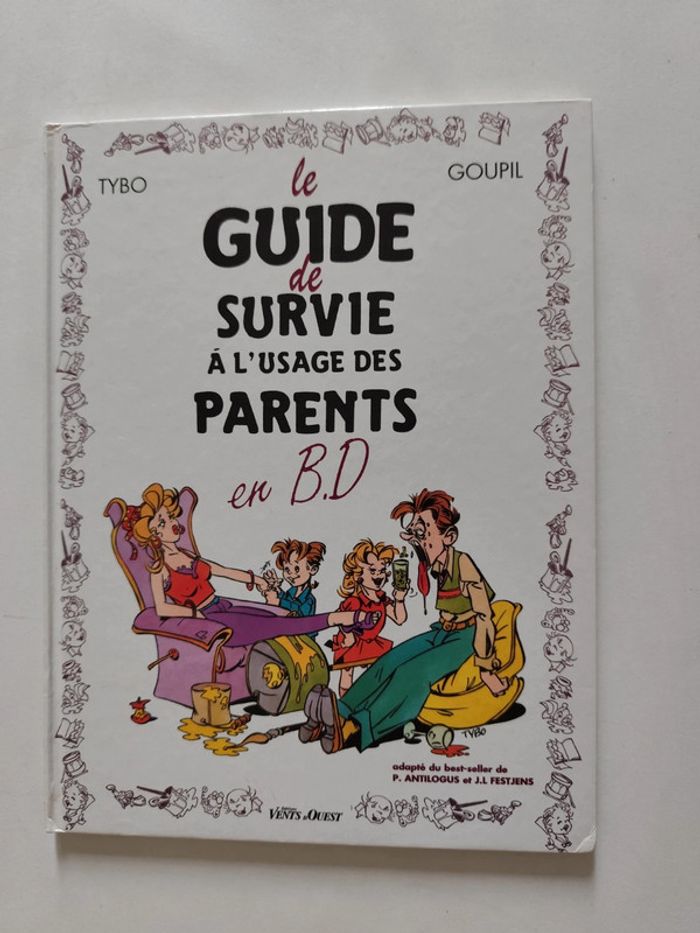 TYBO
GOUPIL
le
GUIDE
de
SURVIE
À L'USAGE DES
PARENTS
en B.D
TYBO
adapté du best-seller de
P. ANTILOGUS et J.L FESTJENS
Éditions
VENTS d'OUEST